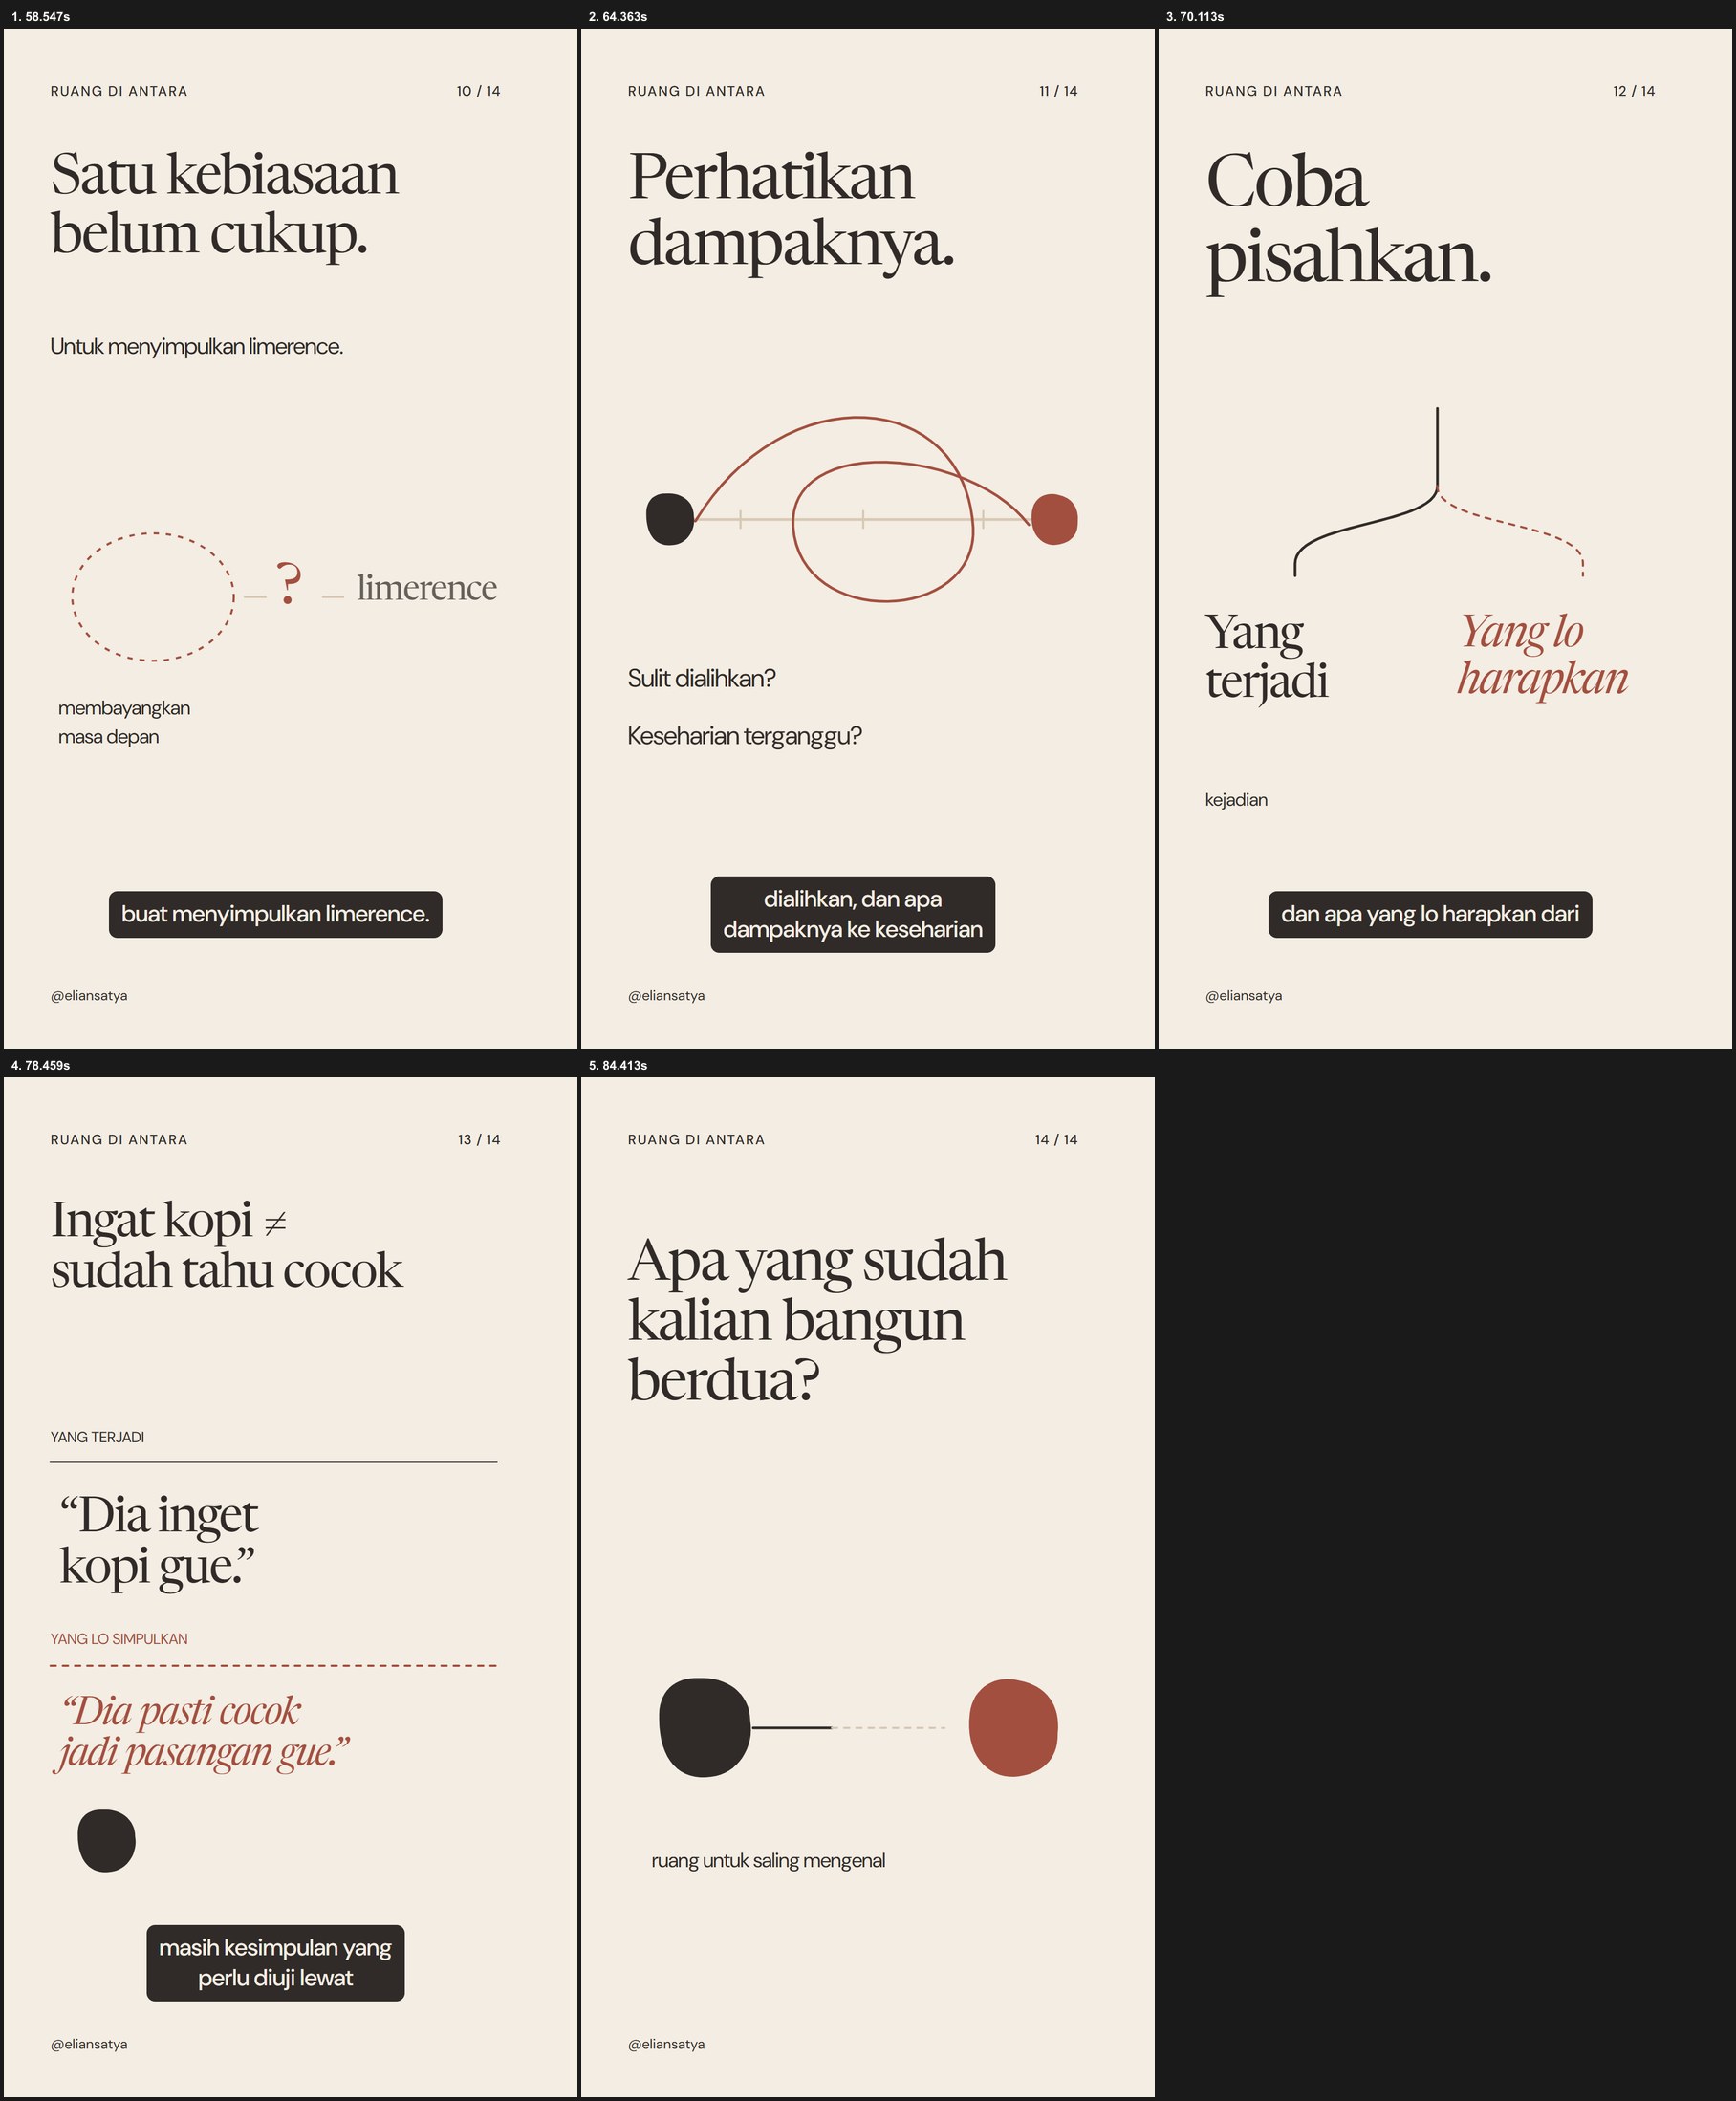 1. 58.547s
RUANG DI ANTARA
10 / 14
Satu kebiasaan
belum cukup.
Untuk menyimpulkan limerence.
? limerence
membayangkan
masa depan
buat menyimpulkan limerence.
@eliansatya
2. 64.363s
RUANG DI ANTARA
11 / 14
Perhatikan
dampaknya.
Sulit dialihkan?
Keseharian terganggu?
dialihkan, dan apa
dampaknya ke keseharian
@eliansatya
3. 70.113s
RUANG DI ANTARA
12 / 14
Coba
pisahkan.
Yang
terjadi
Yang lo
harapkan
kejadian
dan apa yang lo harapkan dari
@eliansatya
4. 78.459s
RUANG DI ANTARA
13 / 14
Ingat kopi ≠
sudah tahu cocok
YANG TERJADI
“Dia inget
kopi gue.”
YANG LO SIMPULKAN
“Dia pasti cocok
jadi pasangan gue.”
masih kesimpulan yang
perlu diuji lewat
@eliansatya
5. 84.413s
RUANG DI ANTARA
14 / 14
Apa yang sudah
kalian bangun
berdua?
ruang untuk saling mengenal
@eliansatya